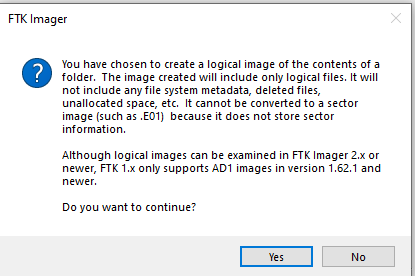 FTK Imager
You have chosen to create a logical image of the contents of a
folder. The image created will include only logical files. It will
not include any file system metadata, deleted files,
unallocated space, etc. It cannot be converted to a sector
image (such as .E01) because it does not store sector
information.
Although logical images can be examined in FTK Imager 2.x or
newer, FTK 1.x only supports AD1 images in version 1.62.1 and
newer.
Do you want to continue?
Yes
No